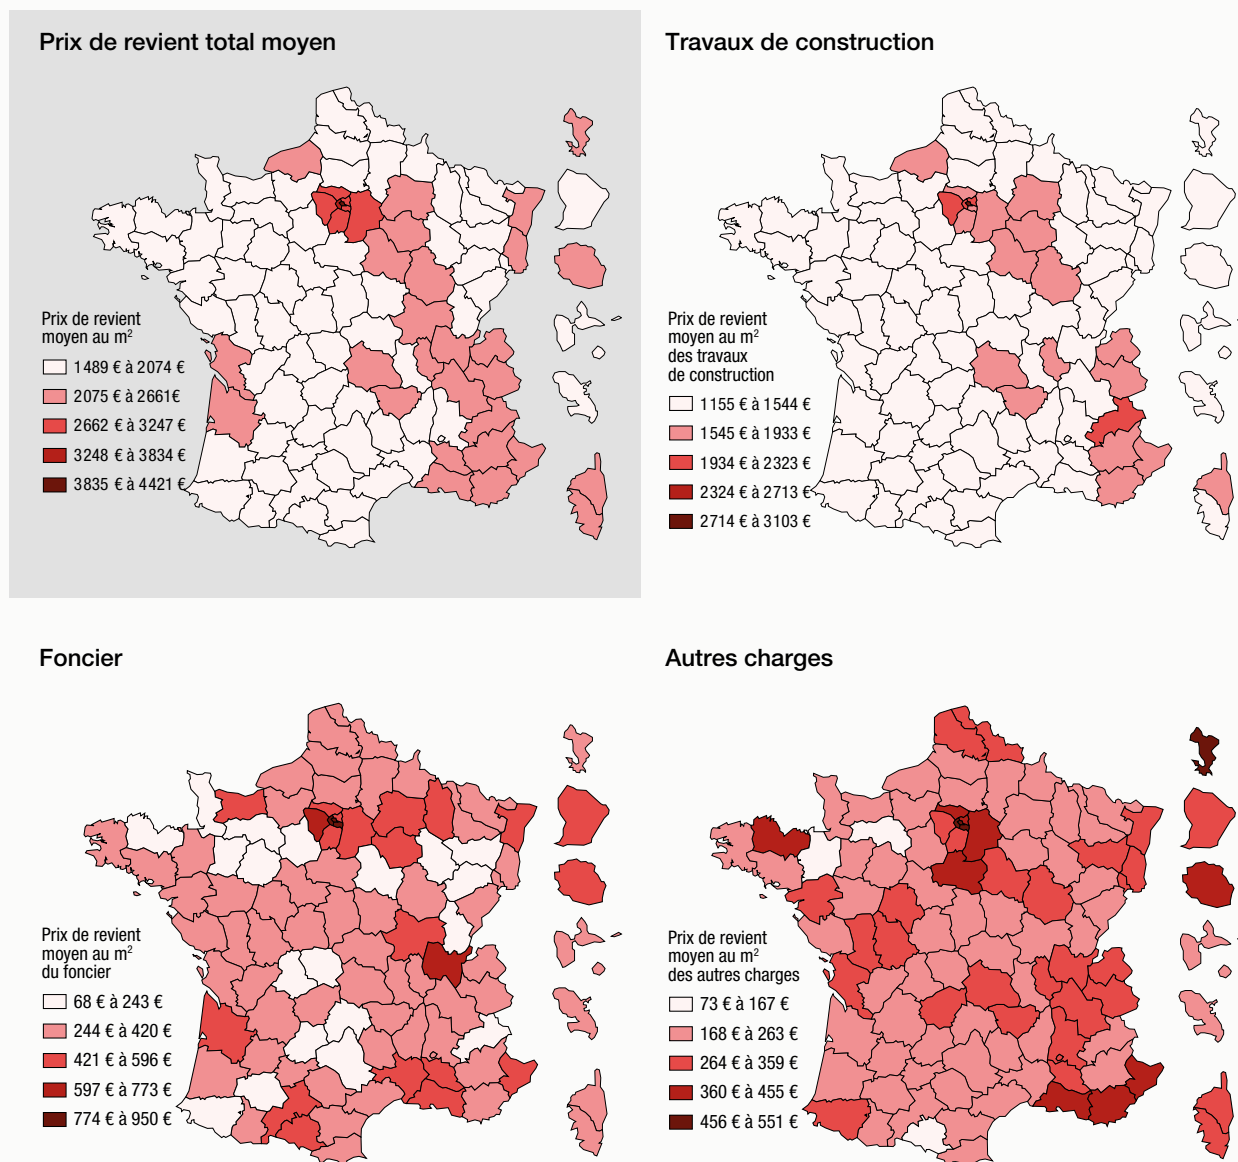 Prix de revient total moyen
Prix de revient
moyen au m²
1489 € à 2074 €
2075 € à 2661€
2662 € à 3247 €
3248 € à 3834 €
3835 € à 4421 €
Travaux de construction
Prix de revient
moyen au m²
des travaux
de construction
1155 € à 1544 €
1545 € à 1933 €
1934 € à 2323 €
2324 € à 2713 €
2714 € à 3103 €
Foncier
Prix de revient
moyen au m²
du foncier
68 € à 243 €
244 € à 420 €
421 € à 596 €
597 € à 773 €
774 € à 950 €
Autres charges
Prix de revient
moyen au m²
des autres charges
73 € à 167 €
168 € à 263 €
264 € à 359 €
360 € à 455 €
456 € à 551 €